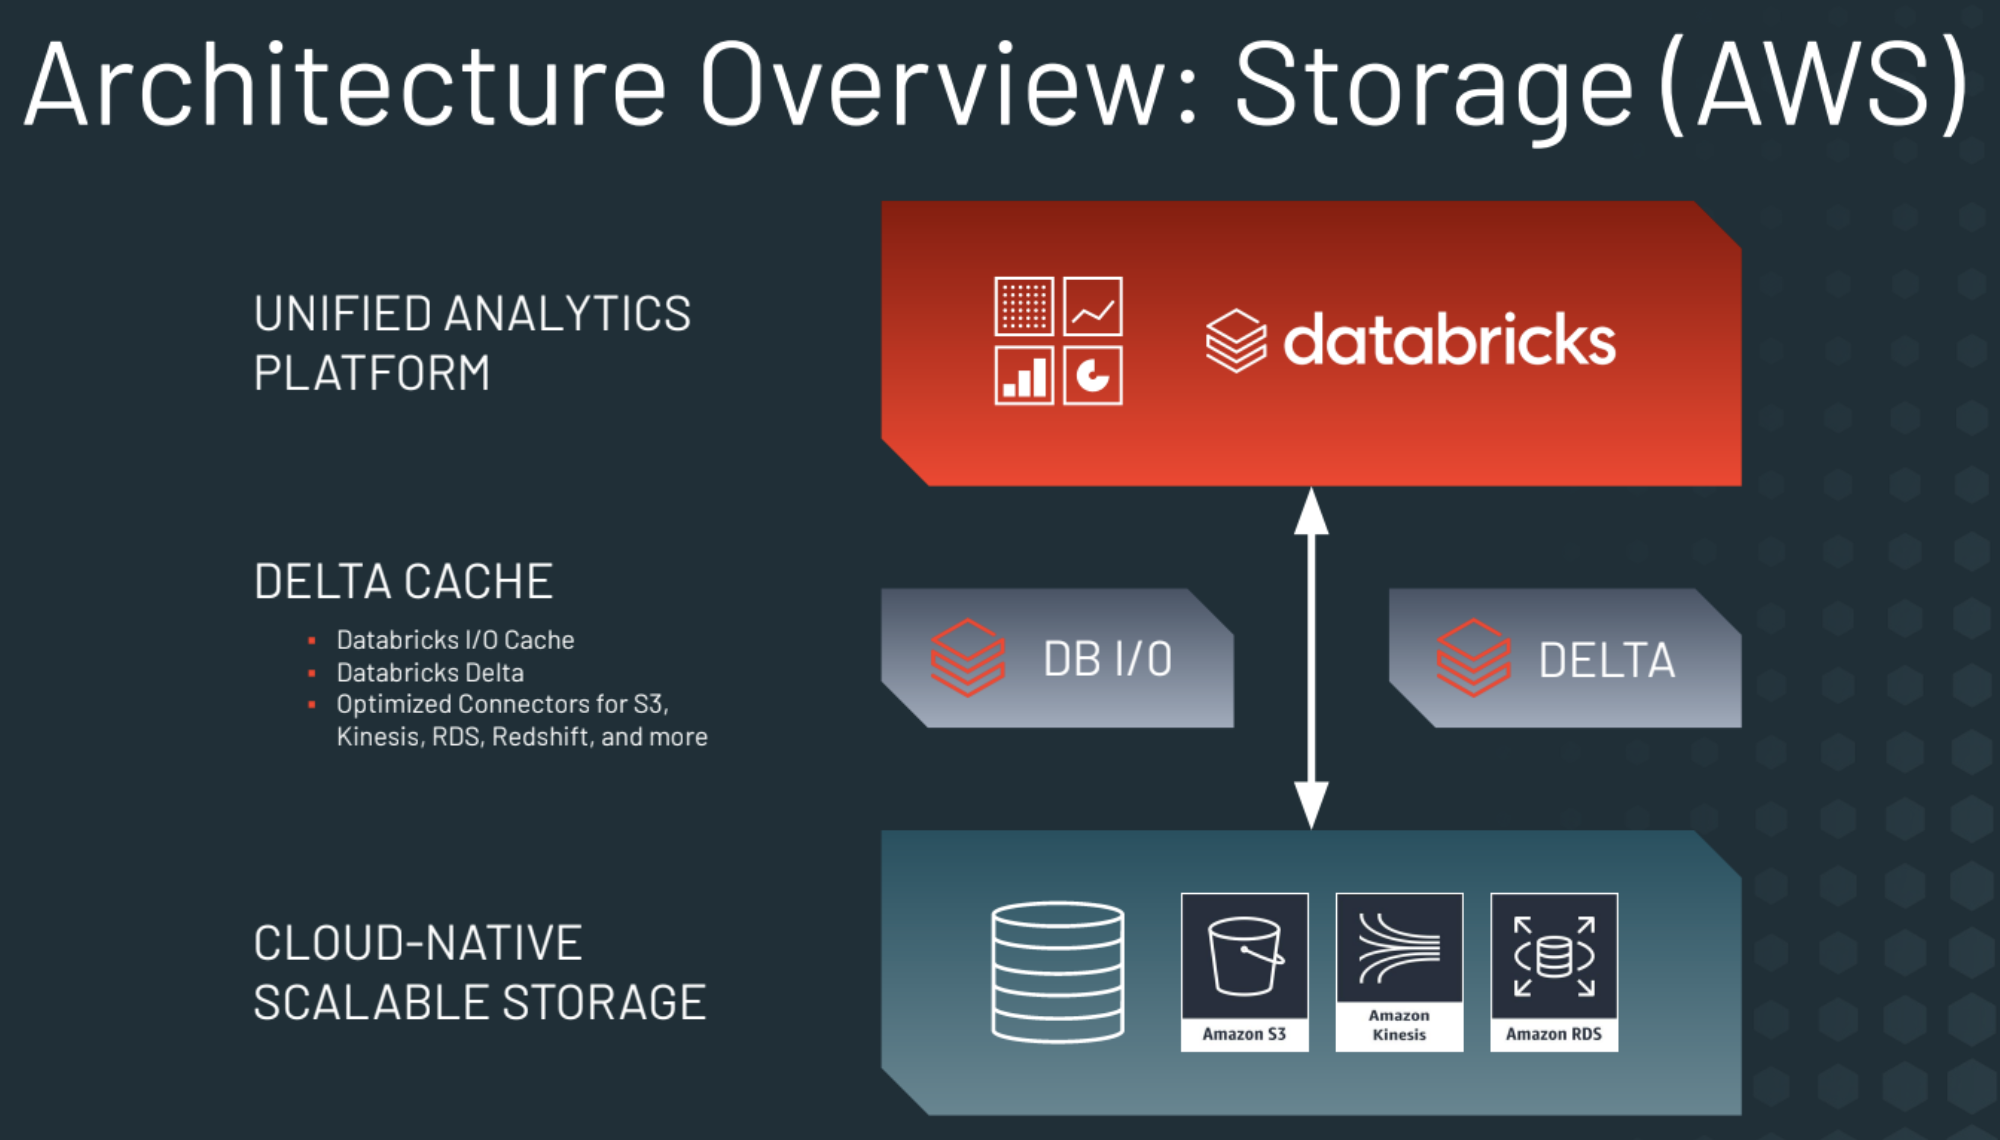 Architecture Overview: Storage (AWS)
UNIFIED ANALYTICS
PLATFORM
databricks
DELTA CACHE
Databricks I/O Cache
Databricks Delta
Optimized Connectors for S3,
Kinesis, RDS, Redshift, and more
DB I/O
DELTA
CLOUD-NATIVE
SCALABLE STORAGE
Amazon S3
Amazon
Kinesis
Amazon RDS